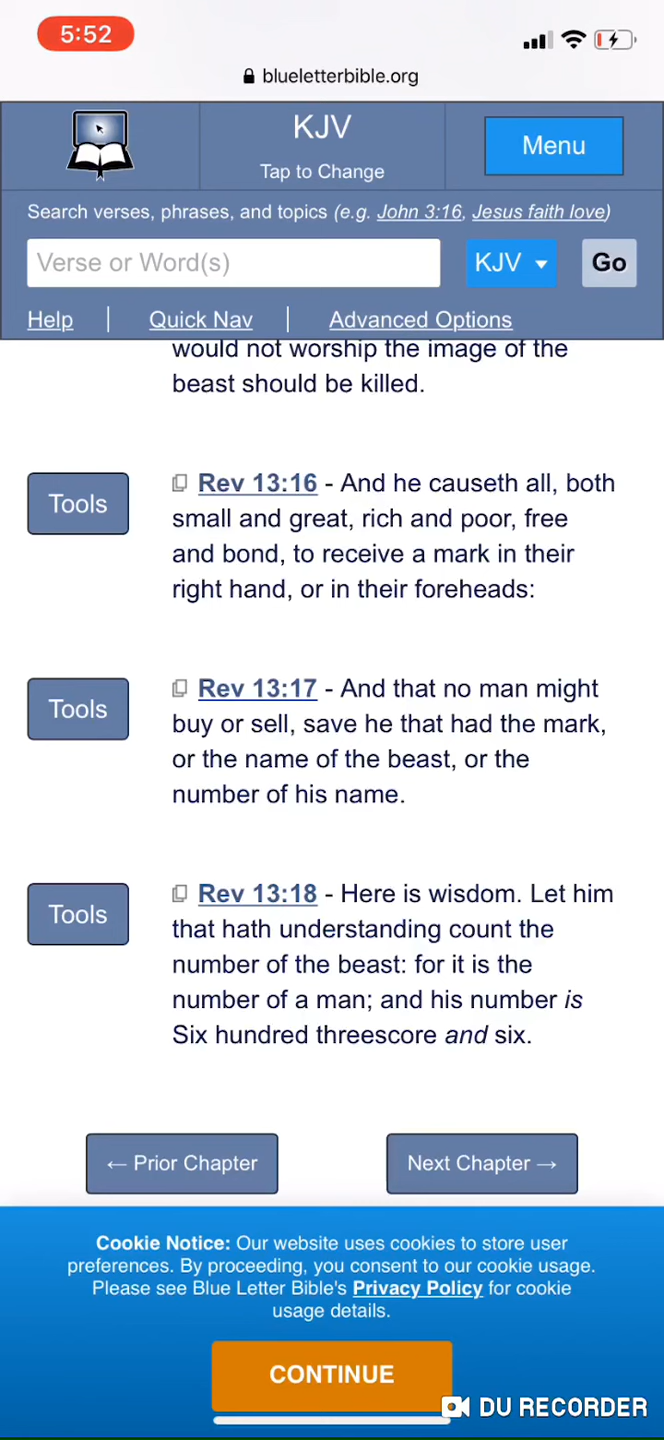 5:52
blueletterbible.org
KJV
Tap to Change
Menu
Search verses, phrases, and topics (e.g. John 3:16, Jesus faith love)
Verse or Word(s)
KJV
Go
Help | Quick Nav | Advanced Options
would not worship the image of the
beast should be killed.
Tools
Rev 13:16 - And he causeth all, both
small and great, rich and poor, free
and bond, to receive a mark in their
right hand, or in their foreheads:
Tools
Rev 13:17 - And that no man might
buy or sell, save he that had the mark,
or the name of the beast, or the
number of his name.
Tools
Rev 13:18 - Here is wisdom. Let him
that hath understanding count the
number of the beast: for it is the
number of a man; and his number is
Six hundred threescore and six.
← Prior Chapter
Next Chapter →
Cookie Notice: Our website uses cookies to store user
preferences. By proceeding, you consent to our cookie usage.
Please see Blue Letter Bible's Privacy Policy for cookie
usage details.
CONTINUE
DU RECORDER